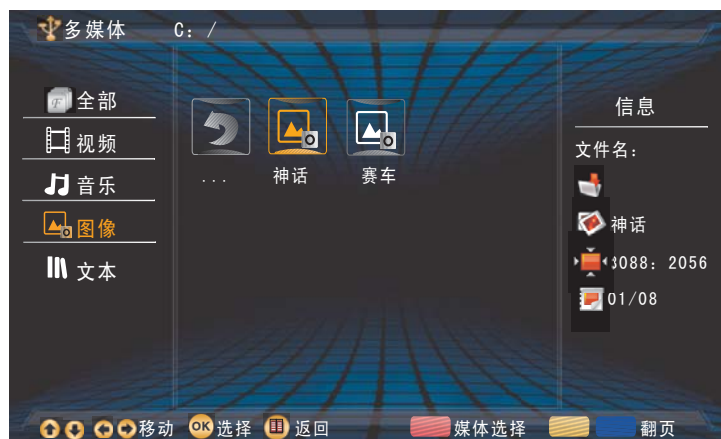 多媒体 C: /
全部
视频
音乐
图像
文本
...
神话
赛车
信息
文件名:
神话
3088: 2056
01/08
移动 OK 选择 返回 媒体选择 翻页